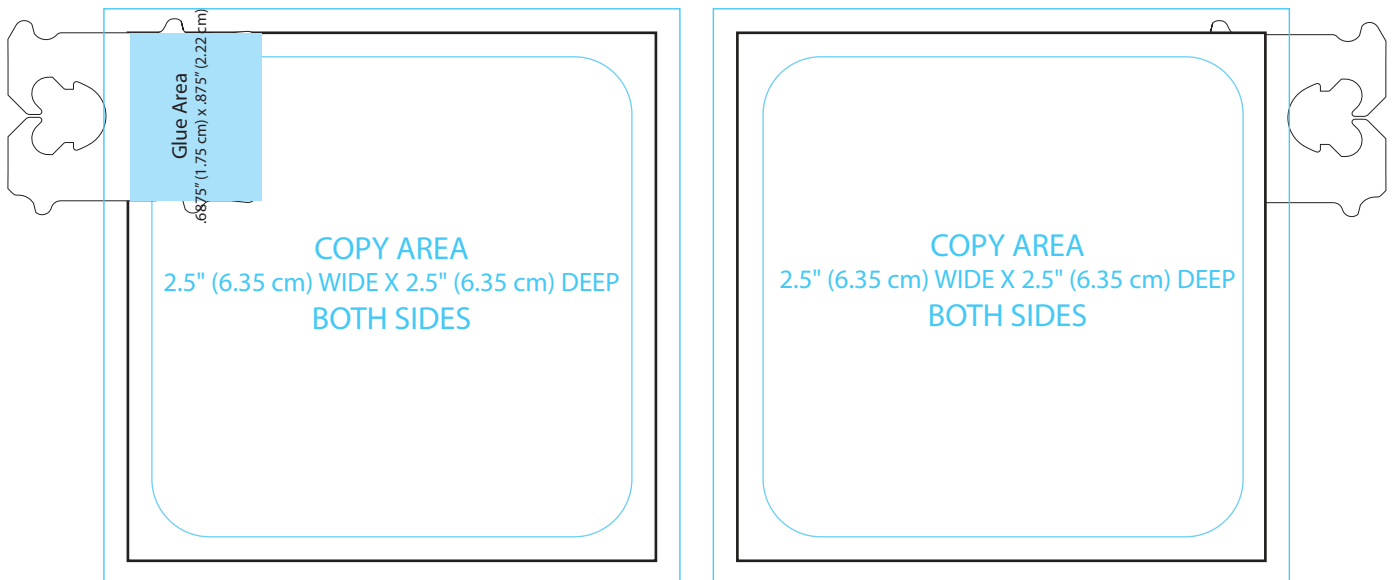 Glue Area
.6875” (1.75 cm) x .875” (2.22 cm)
COPY AREA
2.5" (6.35 cm) WIDE X 2.5" (6.35 cm) DEEP
BOTH SIDES
COPY AREA
2.5" (6.35 cm) WIDE X 2.5" (6.35 cm) DEEP
BOTH SIDES